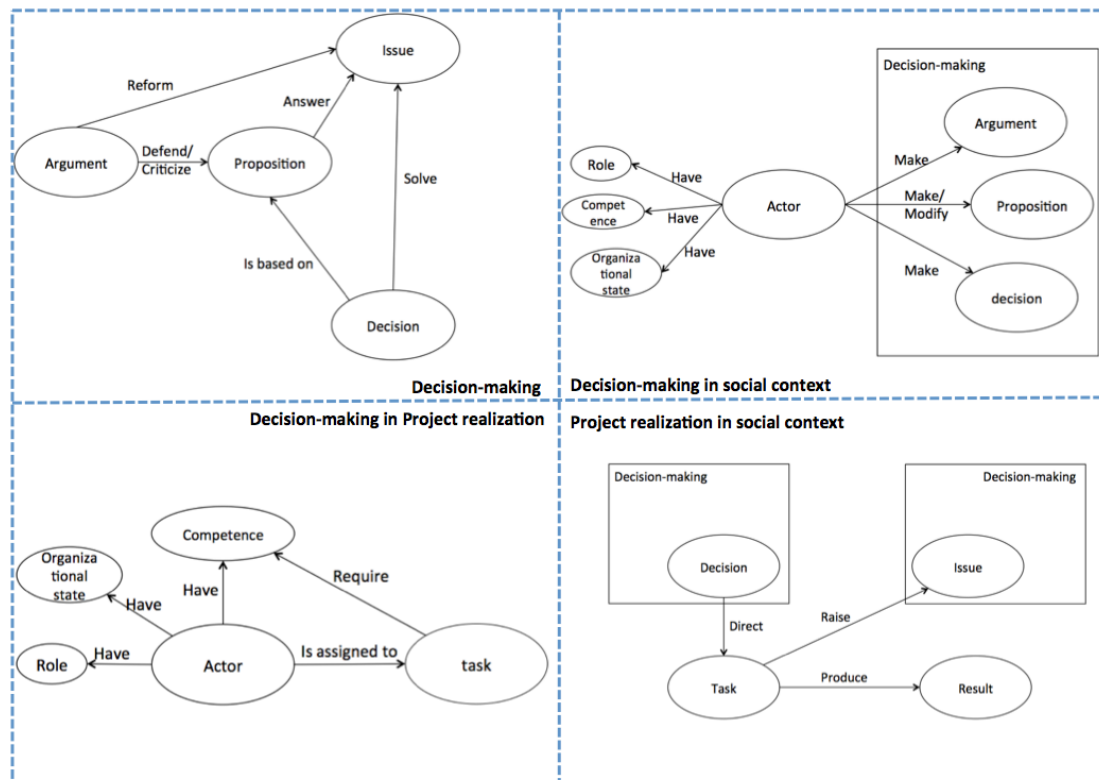 Issue
Reform
Answer
Argument
Defend/
Criticize
Proposition
Solve
Is based on
Decision
Decision-making
Decision-making
Argument
Role
Have
Make
Compet
ence
Have
Actor
Make/
Modify
Proposition
Organiza
tional
state
Have
Make
decision
Decision-making in social context
Decision-making in Project realization
Competence
Organiza
tional
state
Have
Have
Require
Role
Have
Actor
Is assigned to
task
Project realization in social context
Decision-making
Decision-making
Decision
Issue
Direct
Raise
Task
Produce
Result